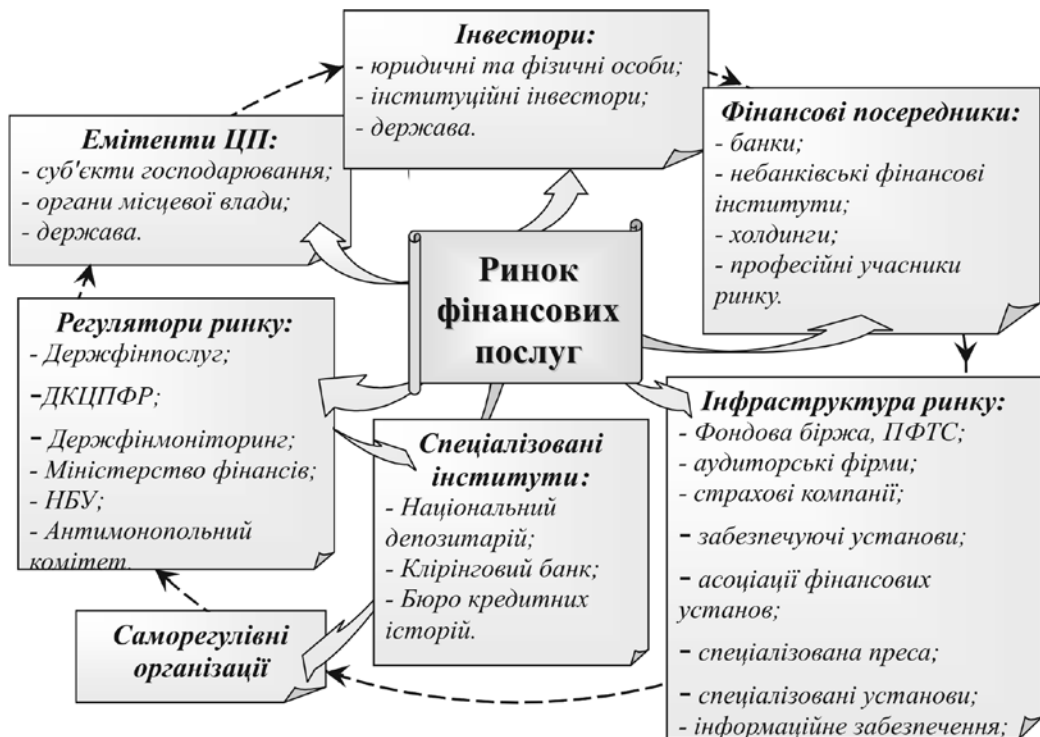 Інвестори:
- юридичні та фізичні особи;
- інституційні інвестори;
- держава.
Емітенти ЦП:
- суб'єкти господарювання;
- органи місцевої влади;
- держава.
Фінансові посередники:
- банки;
- небанківські фінансові
інститути;
- холдинги;
- професійні учасники
ринку.
Ринок
фінансових
послуг
Регулятори ринку:
- Держфінпослуг;
-ДКЦПФР;
- Держфінмоніторинг;
- Міністерство фінансів;
- НБУ;
- Антимонопольний
комітет.
Спеціалізовані
інститути:
- Національний
депозитарій;
- Кліринговий банк;
- Бюро кредитних
історій.
Інфраструктура ринку:
- Фондова біржа, ПФТС;
- аудиторські фірми;
- страхові компанії;
- забезпечуючі установи;
- асоціації фінансових
установ;
- спеціалізована преса;
- спеціалізовані установи;
- інформаційне забезпечення;
Саморегулівні
організації